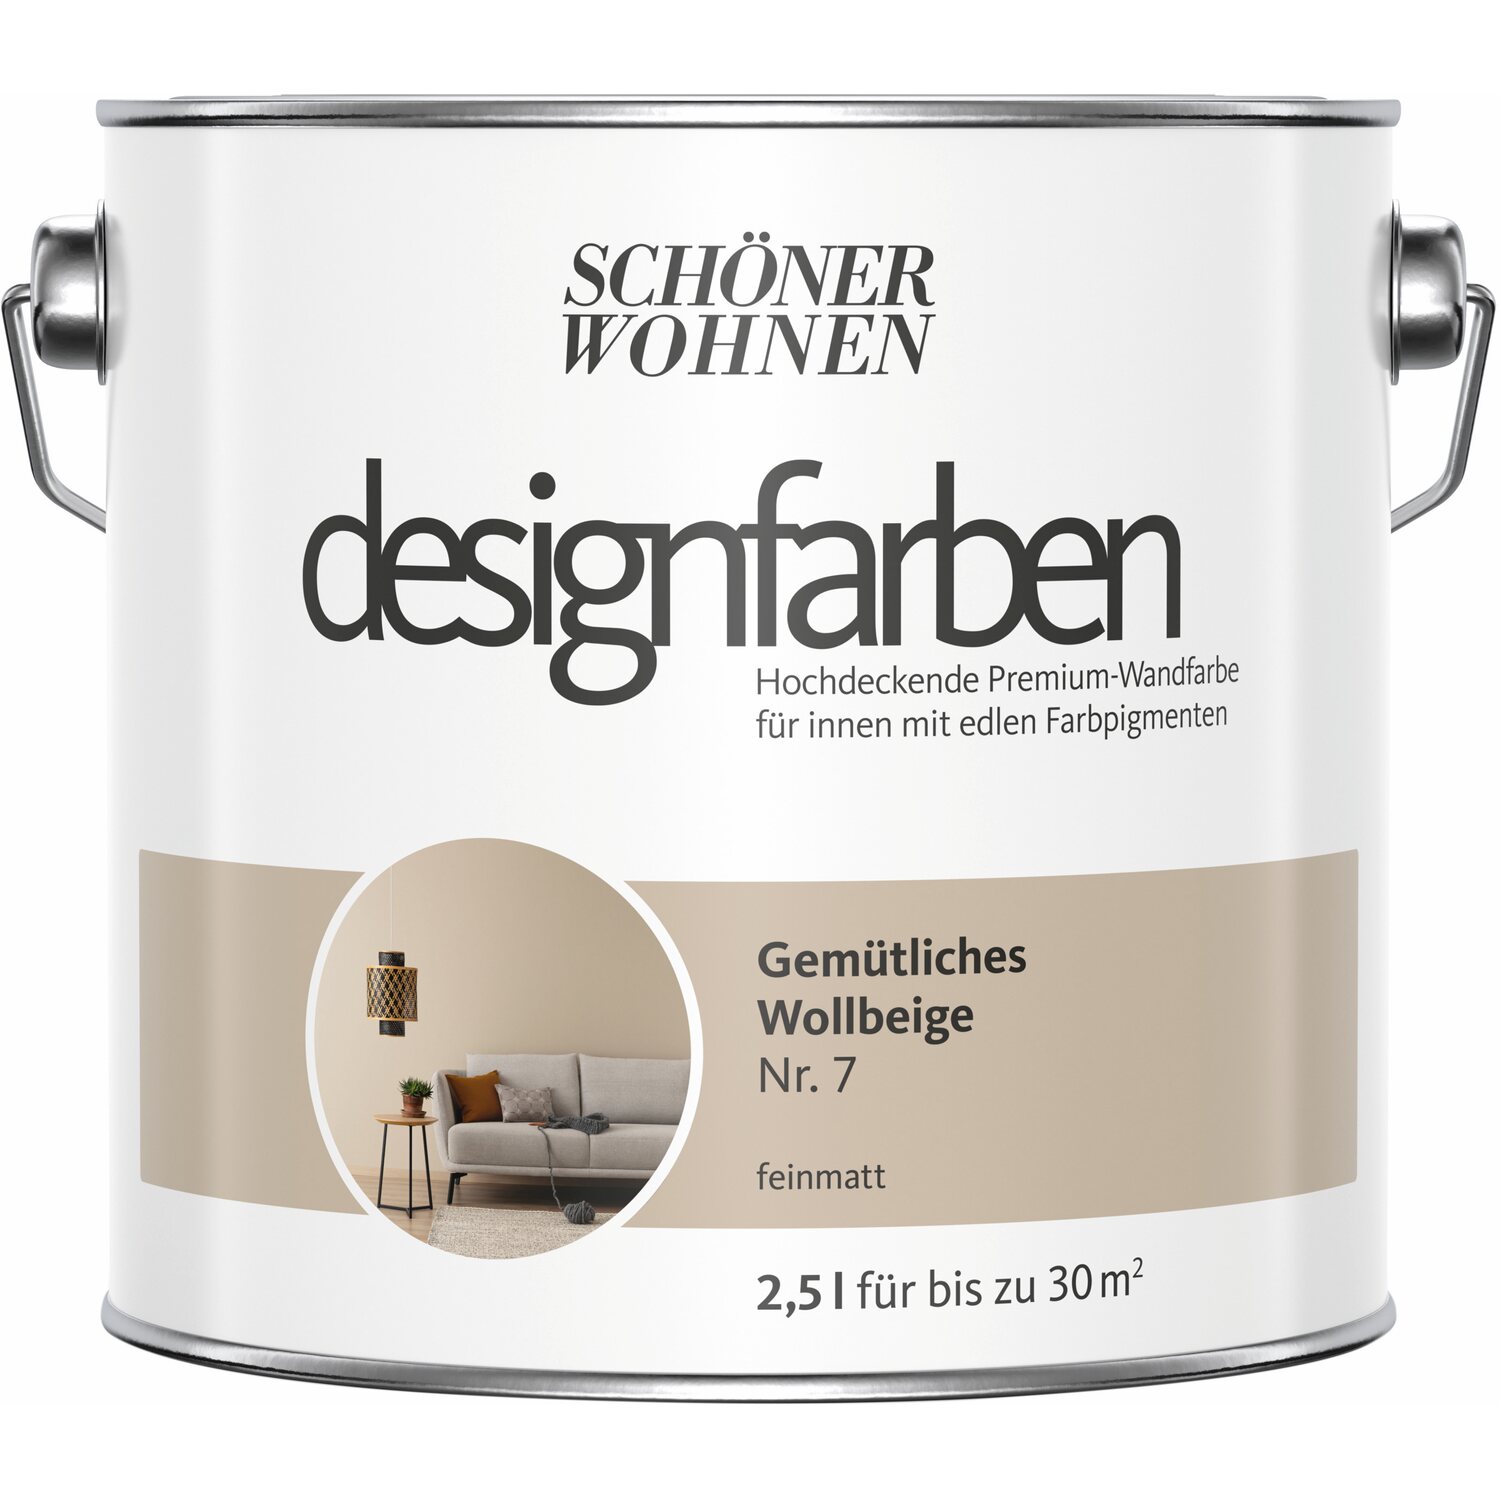 SCHÖNER
WOHNEN
designfarben
Hochdeckende Premium-Wandfarbe
für innen mit edlen Farbpigmenten
Gemütliches
Wollbeige
Nr. 7
feinmatt
2,5 l für bis zu 30 m²